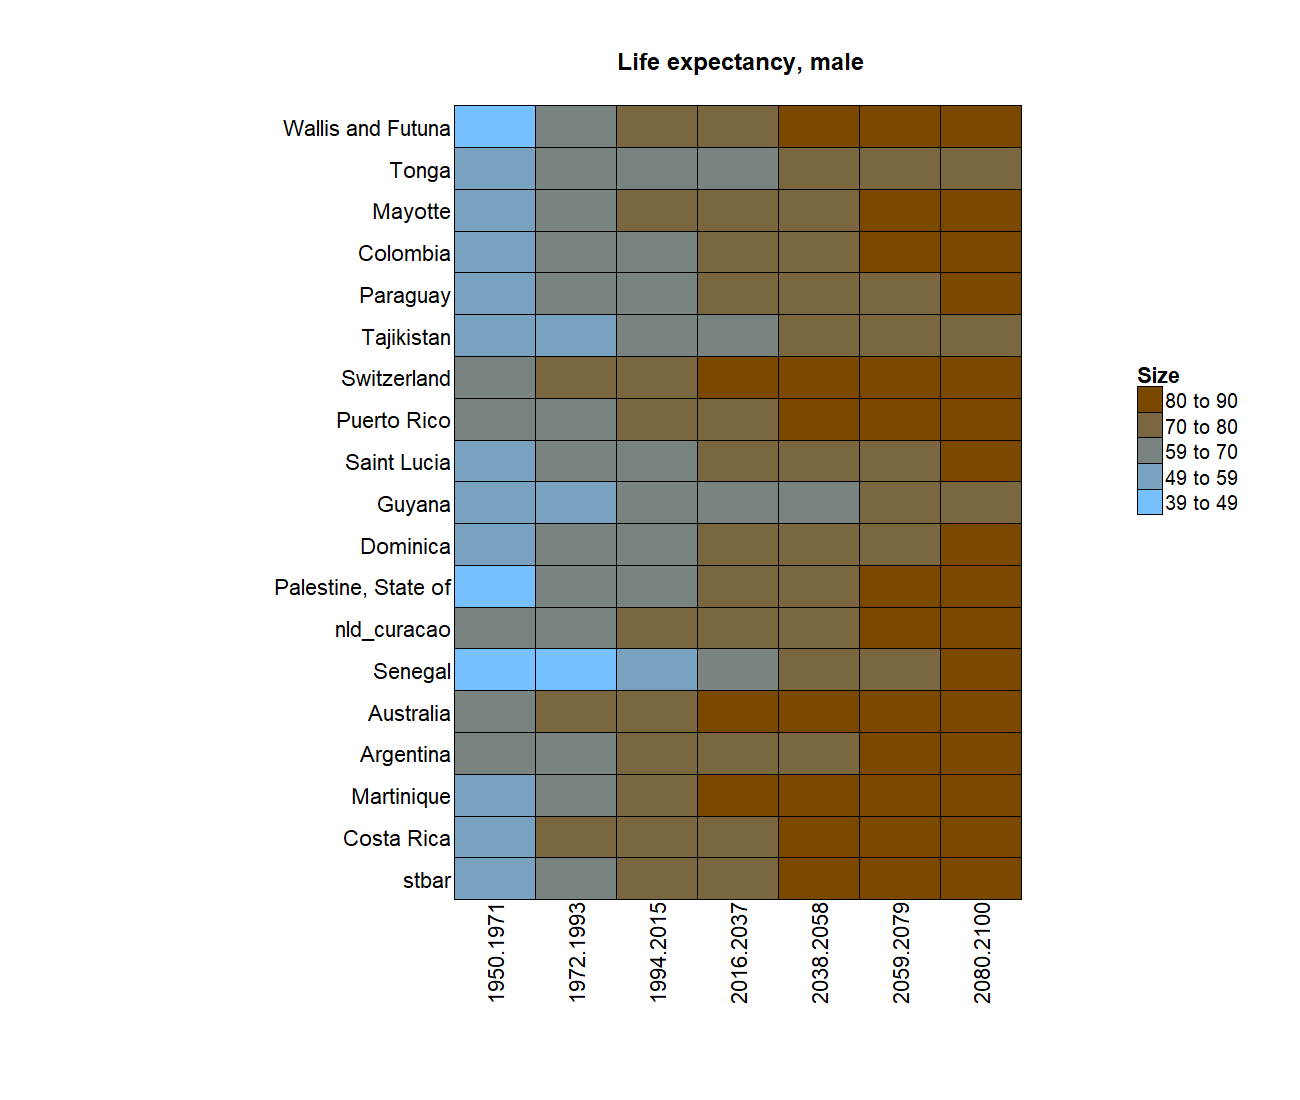 Life expectancy, male
Wallis and Futuna
Tonga
Mayotte
Colombia
Paraguay
Tajikistan
Switzerland
Puerto Rico
Saint Lucia
Guyana
Dominica
Palestine, State of
nld_curacao
Senegal
Australia
Argentina
Martinique
Costa Rica
stbar
1950.1971
1972.1993
1994.2015
2016.2037
2038.2058
2059.2079
2080.2100
Size
80 to 90
70 to 80
59 to 70
49 to 59
39 to 49